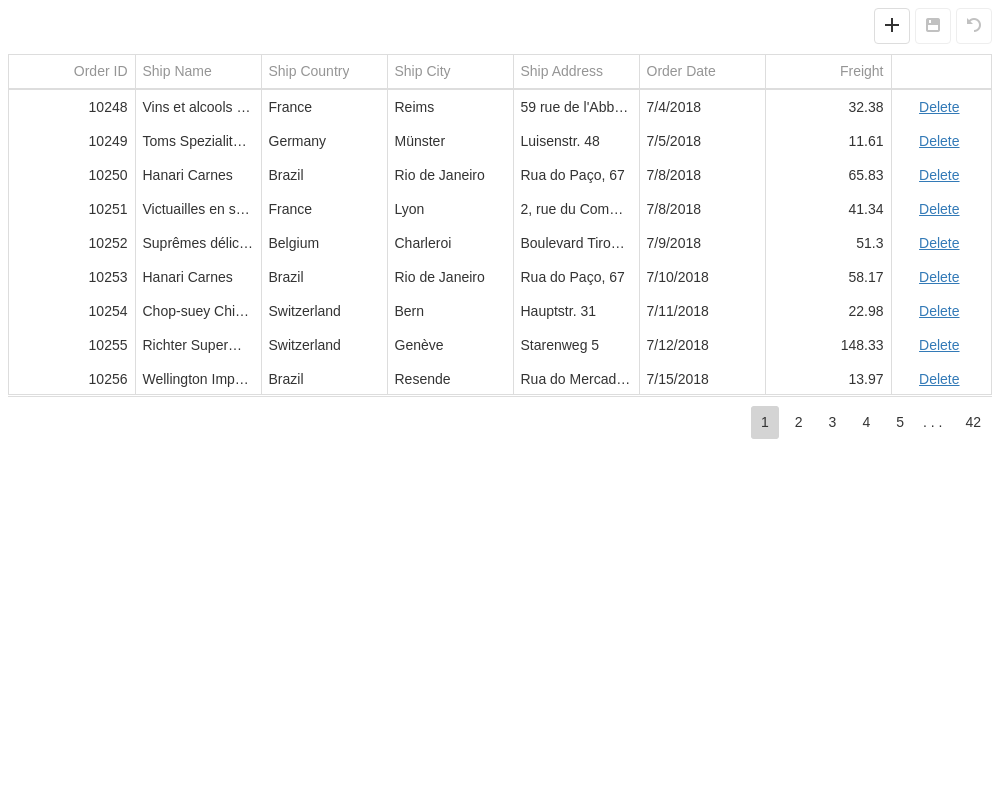 Order ID Ship Name Ship Country Ship City Ship Address Order Date Freight
10248 Vins et alcools ... France Reims 59 rue de l'Abb... 7/4/2018 32.38 Delete
10249 Toms Spezialit... Germany Münster Luisenstr. 48 7/5/2018 11.61 Delete
10250 Hanari Carnes Brazil Rio de Janeiro Rua do Paço, 67 7/8/2018 65.83 Delete
10251 Victuailles en s... France Lyon 2, rue du Com... 7/8/2018 41.34 Delete
10252 Suprêmes délic... Belgium Charleroi Boulevard Tiro... 7/9/2018 51.3 Delete
10253 Hanari Carnes Brazil Rio de Janeiro Rua do Paço, 67 7/10/2018 58.17 Delete
10254 Chop-suey Chi... Switzerland Bern Hauptstr. 31 7/11/2018 22.98 Delete
10255 Richter Super... Switzerland Genève Starenweg 5 7/12/2018 148.33 Delete
10256 Wellington Imp... Brazil Resende Rua do Mercad... 7/15/2018 13.97 Delete
1 2 3 4 5 . . . 42